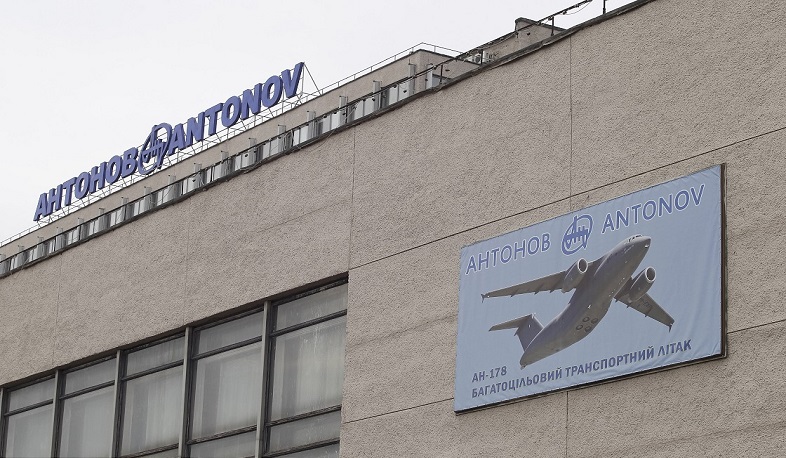 АНТОНОВ ANTONOV
АНТОНОВ ANTONOV
АН-178
БАГАТОЦІЛЬОВИЙ ТРАНСПОРТНИЙ ЛІТАК